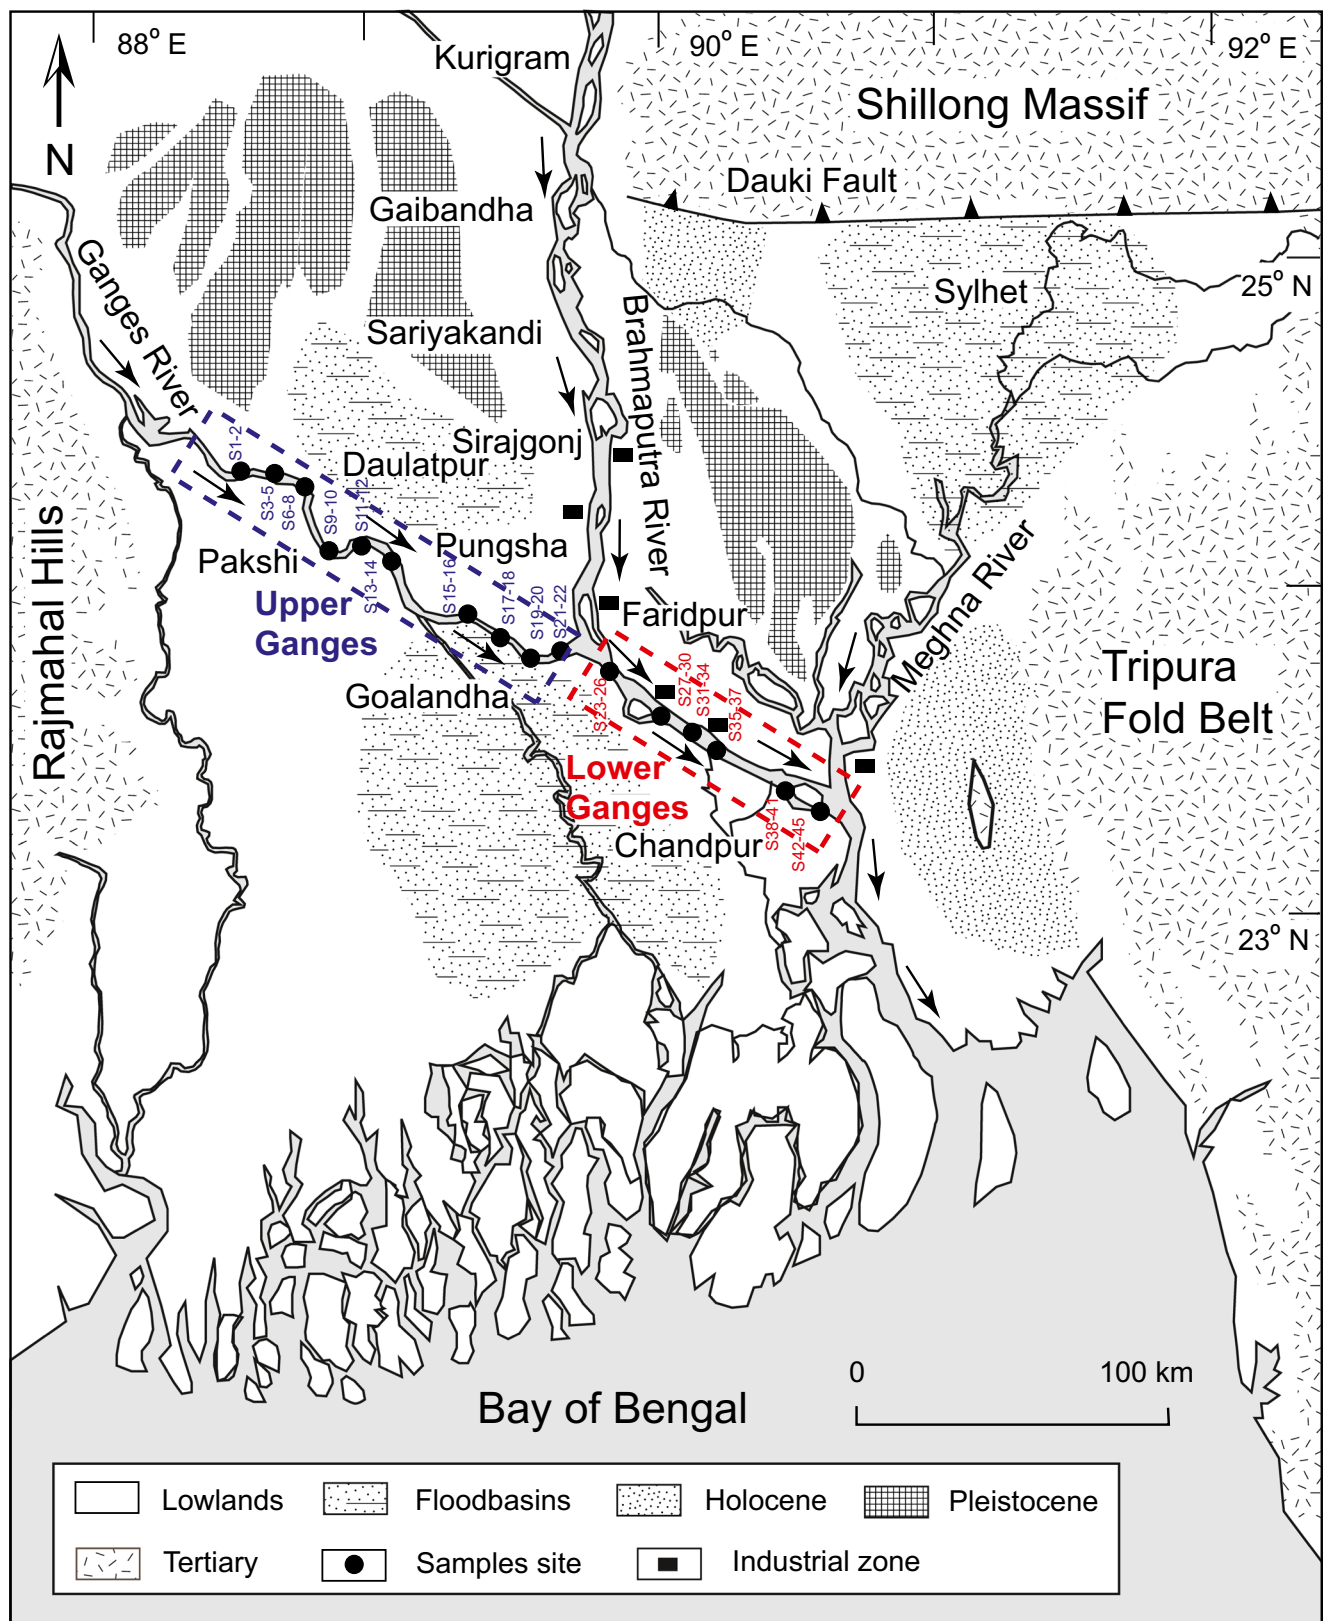 88° E
90° E
92° E
Kurigram
Shillong Massif
N
Dauki Fault
Gaibandha
Ganges River
Sylhet
25° N
Brahmaputra River
Sariyakandi
Sirajgonj
Daulatpur
S1-2
S3-5
S6-8
S9-10
S11-12
Rajmahal Hills
Pakshi
Pungsha
S13-14
S15-16
S17-18
S19-20
S21-22
Upper
Ganges
Faridpur
Meghna River
Tripura
Fold Belt
Goalandha
S23-26
S27-30
S31-34
S35-37
Lower
Ganges
S38-41
S42-45
Chandpur
23° N
0
100 km
Bay of Bengal
Lowlands
Floodbasins
Holocene
Pleistocene
Tertiary
Samples site
Industrial zone